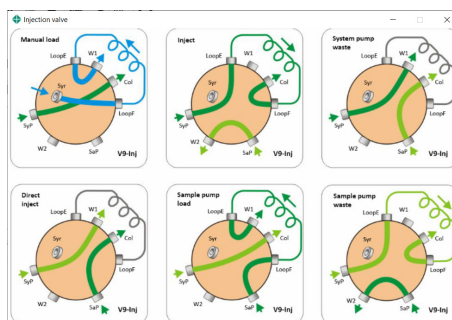 Injection valve
Manual load
LoopE
W1
Syr
Col
SyP
LoopF
W2
SaP
V9-Inj
Inject
LoopE
W1
Syr
Col
SyP
LoopF
W2
SaP
V9-Inj
System pump
waste
LoopE
W1
Syr
Col
SyP
LoopF
W2
SaP
V9-Inj
Direct
inject
LoopE
W1
Syr
Col
SyP
LoopF
W2
SaP
V9-Inj
Sample pump
load
LoopE
W1
Syr
Col
SyP
LoopF
W2
SaP
V9-Inj
Sample pump
waste
LoopE
W1
Syr
Col
SyP
LoopF
W2
SaP
V9-Inj